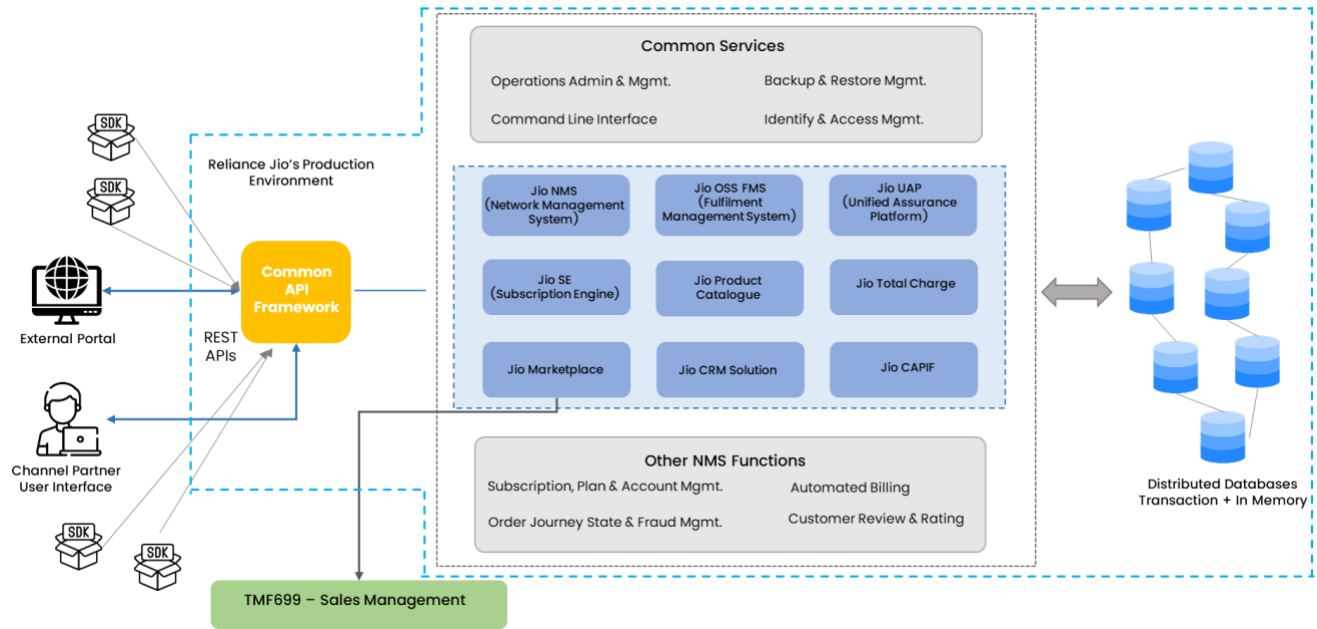 Common Services
Operations Admin & Mgmt.
Backup & Restore Mgmt.
Command Line Interface
Identify & Access Mgmt.
SDK
SDK
Reliance Jio's Production
Environment
Jio NMS
(Network Management
System)
Jio OSS FMS
(Fulfilment
Management System)
Jio UAP
(Unified Assurance
Platform)
Common
API
Framework
Jio SE
(Subscription Engine)
Jio Product
Catalogue
Jio Total Charge
External Portal
REST
APIs
Jio Marketplace
Jio CRM Solution
Jio CAPIF
Channel Partner
User Interface
Other NMS Functions
Subscription, Plan & Account Mgmt.
Automated Billing
Order Journey State & Fraud Mgmt.
Customer Review & Rating
Distributed Databases
Transaction + In Memory
SDK
SDK
TMF699 – Sales Management